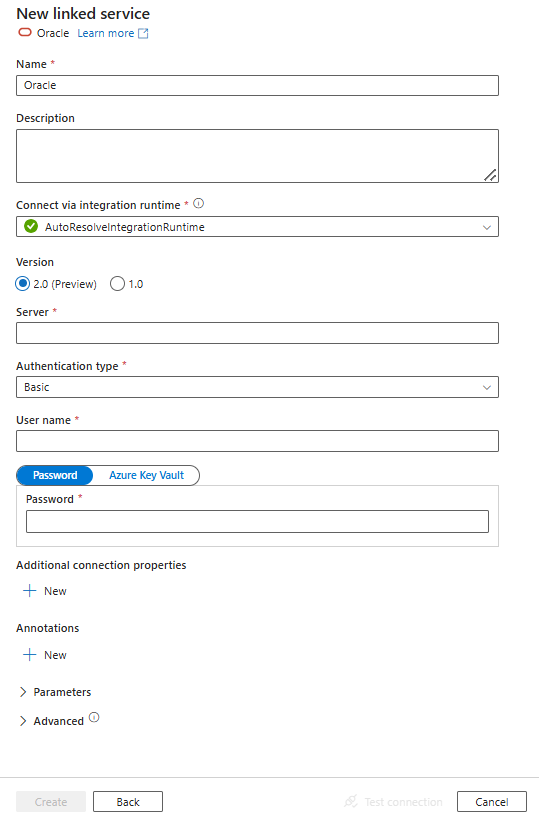 New linked service
Oracle Learn more
Name *
Oracle
Description
Connect via integration runtime *
AutoResolveIntegrationRuntime
Version
2.0 (Preview) 1.0
Server *
Authentication type *
Basic
User name *
Password Azure Key Vault
Password *
Additional connection properties
New
Annotations
New
Parameters
Advanced
Create Back Test connection Cancel